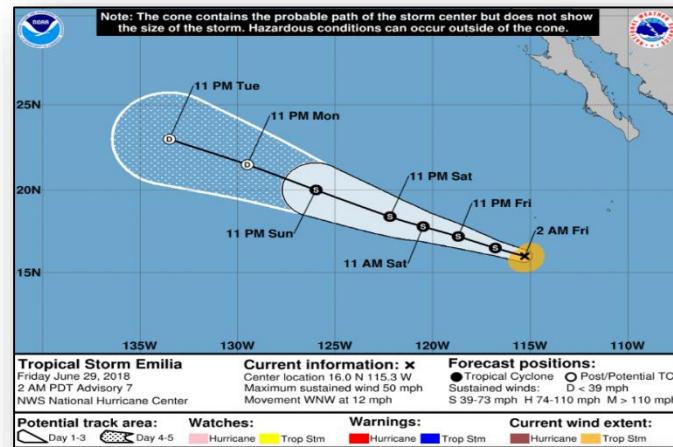 Note: The cone contains the probable path of the storm center but does not show
the size of the storm. Hazardous conditions can occur outside of the cone.
NOAA
11 PM Tue
25N
11 PM Mon
D
D
11 PM Sat
20N
S
11 PM Fri
S
S
2 AM Fri
S
S
11 PM Sun
11 AM Sat
15N
135W 130W 125W 120W 115W 110W
Tropical Storm Emilia
Friday June 29, 2018
2 AM PDT Advisory 7
NWS National Hurricane Center
Current information: x
Center location 16.0 N 115.3 W
Maximum sustained wind 50 mph
Movement WNW at 12 mph
Forecast positions:
Tropical Cyclone Post/Potential TC
Sustained winds: D < 39 mph
S 39-73 mph H 74-110 mph M > 110 mph
Potential track area:
Day 1-3 Day 4-5
Watches:
Hurricane Trop Stm
Warnings:
Hurricane Trop Stm
Current wind extent:
Hurricane Trop Stm